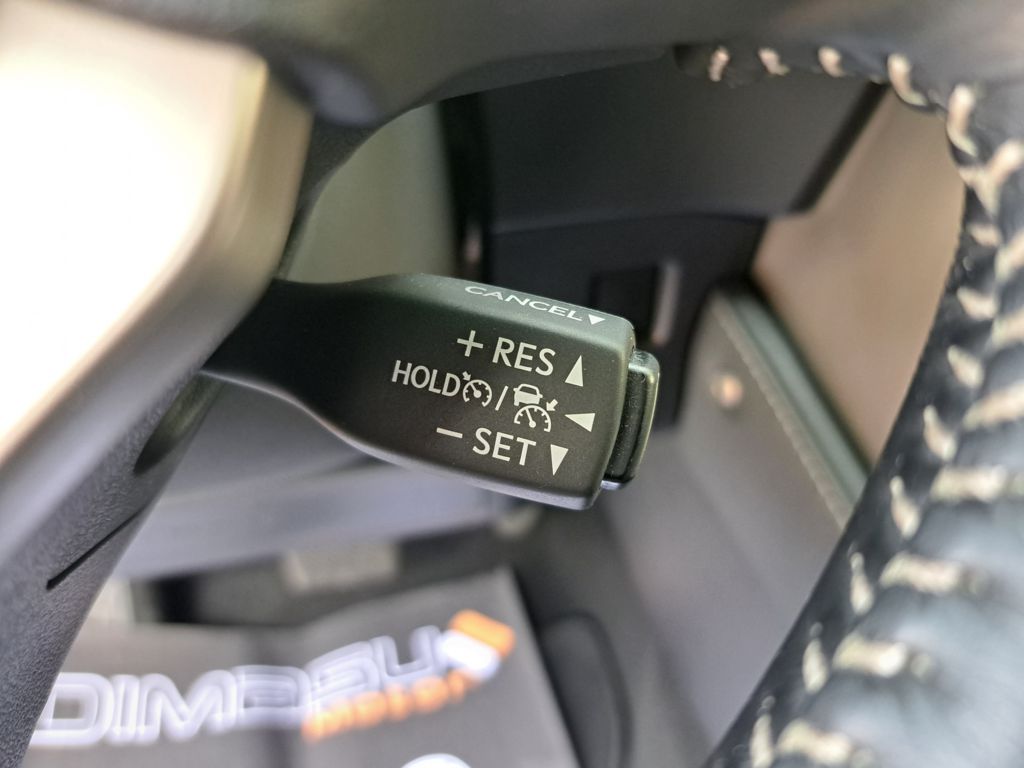 CANCEL▼
+ RES ▲
HOLD / ◀
− SET ▼